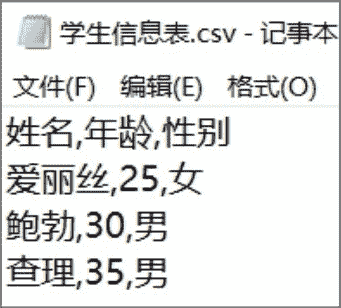 学生信息表.csv - 记事本
文件(F) 编辑(E) 格式(O)
姓名,年龄,性别
爱丽丝,25,女
鲍勃,30,男
查理,35,男